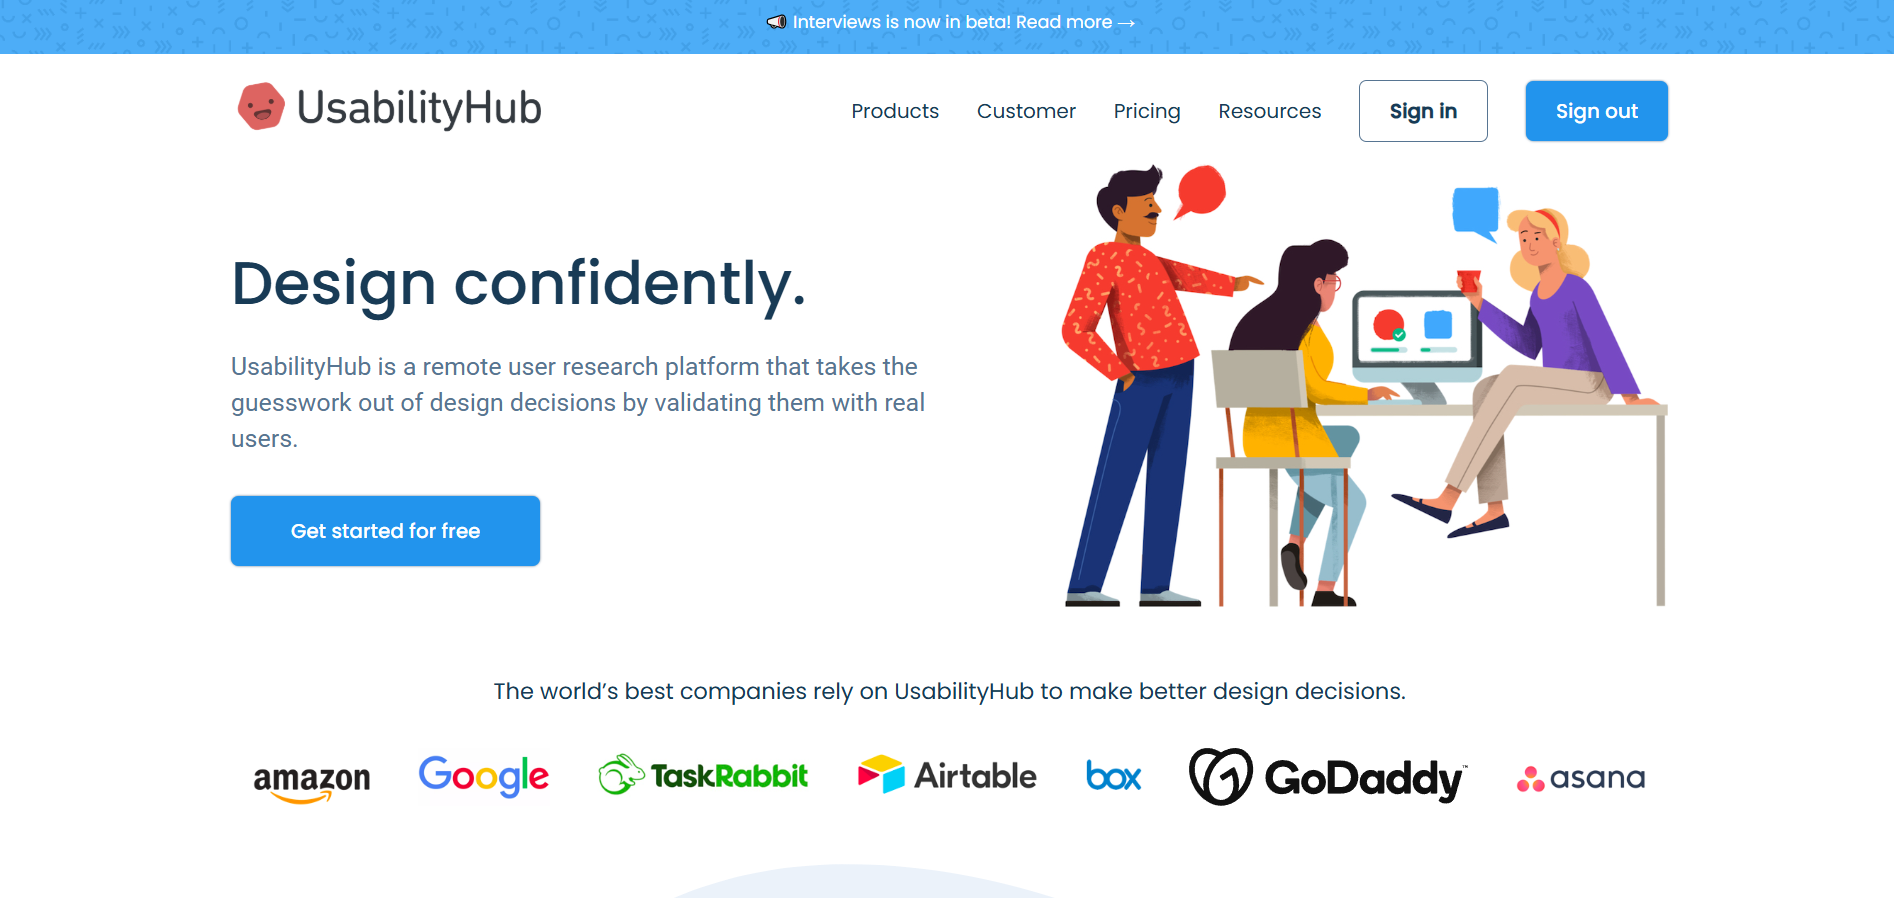 Interviews is now in beta! Read more →
UsabilityHub
Products Customer Pricing Resources Sign in Sign out
Design confidently.
UsabilityHub is a remote user research platform that takes the
guesswork out of design decisions by validating them with real
users.
Get started for free
The world’s best companies rely on UsabilityHub to make better design decisions.
amazon Google TaskRabbit Airtable box GoDaddy™ asana